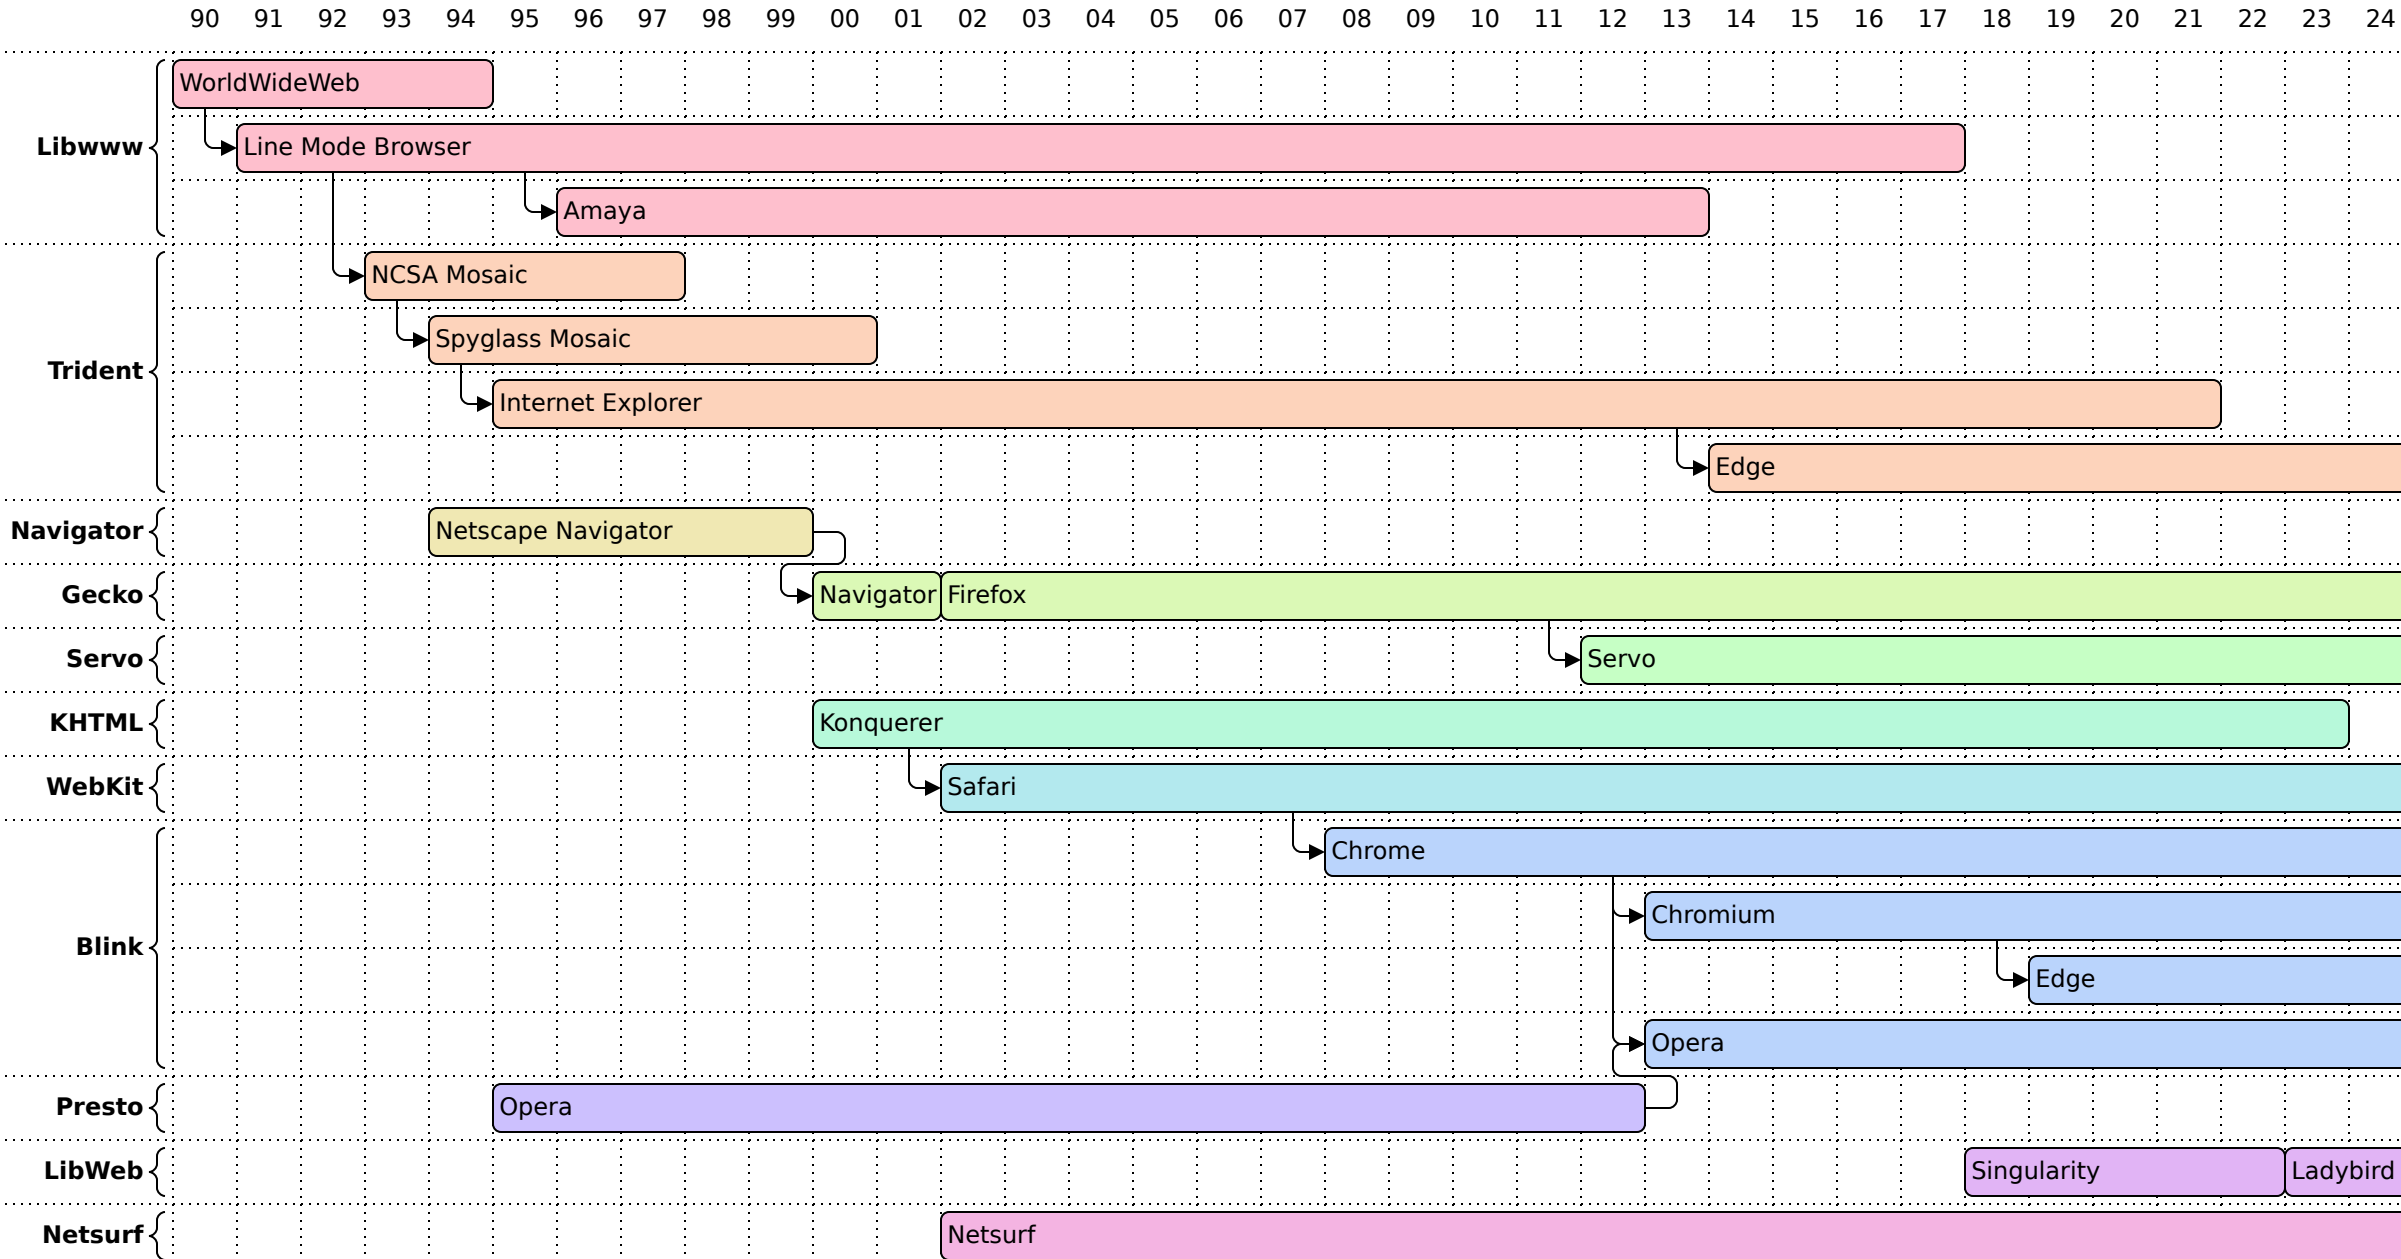 90 91 92 93 94 95 96 97 98 99 00 01 02 03 04 05 06 07 08 09 10 11 12 13 14 15 16 17 18 19 20 21 22 23 24
WorldWideWeb
Libwww
Line Mode Browser
Amaya
NCSA Mosaic
Spyglass Mosaic
Trident
Internet Explorer
Edge
Navigator
Netscape Navigator
Gecko
Navigator
Firefox
Servo
Servo
KHTML
Konquerer
WebKit
Safari
Chrome
Chromium
Blink
Edge
Opera
Presto
Opera
LibWeb
Singularity
Ladybird
Netsurf
Netsurf